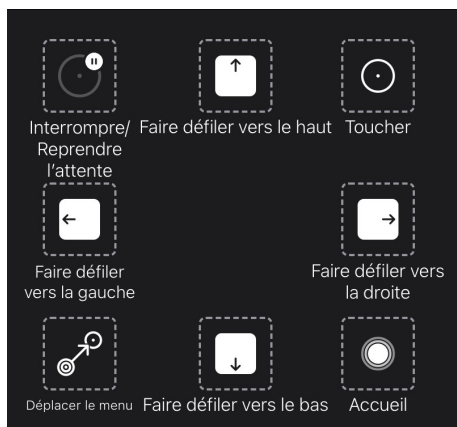 Interrompre/
Reprendre
l'attente
Faire défiler vers le haut
Toucher
Faire défiler
vers la gauche
Faire défiler vers
la droite
Déplacer le menu
Faire défiler vers le bas
Accueil